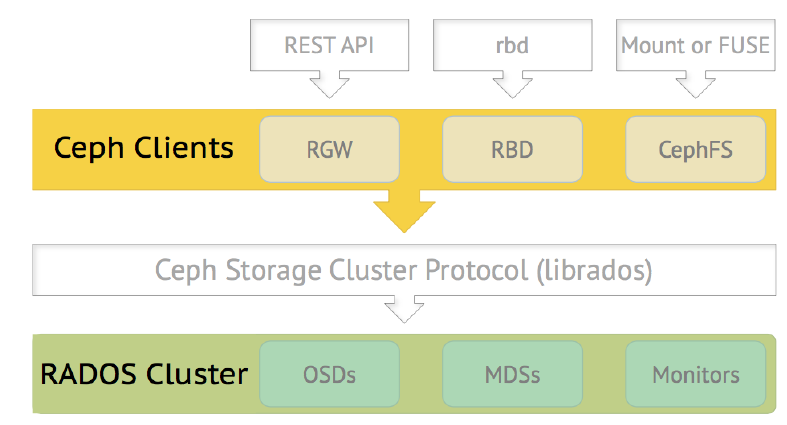 REST API
rbd
Mount or FUSE
Ceph Clients
RGW
RBD
CephFS
Ceph Storage Cluster Protocol (librados)
RADOS Cluster
OSDs
MDSs
Monitors